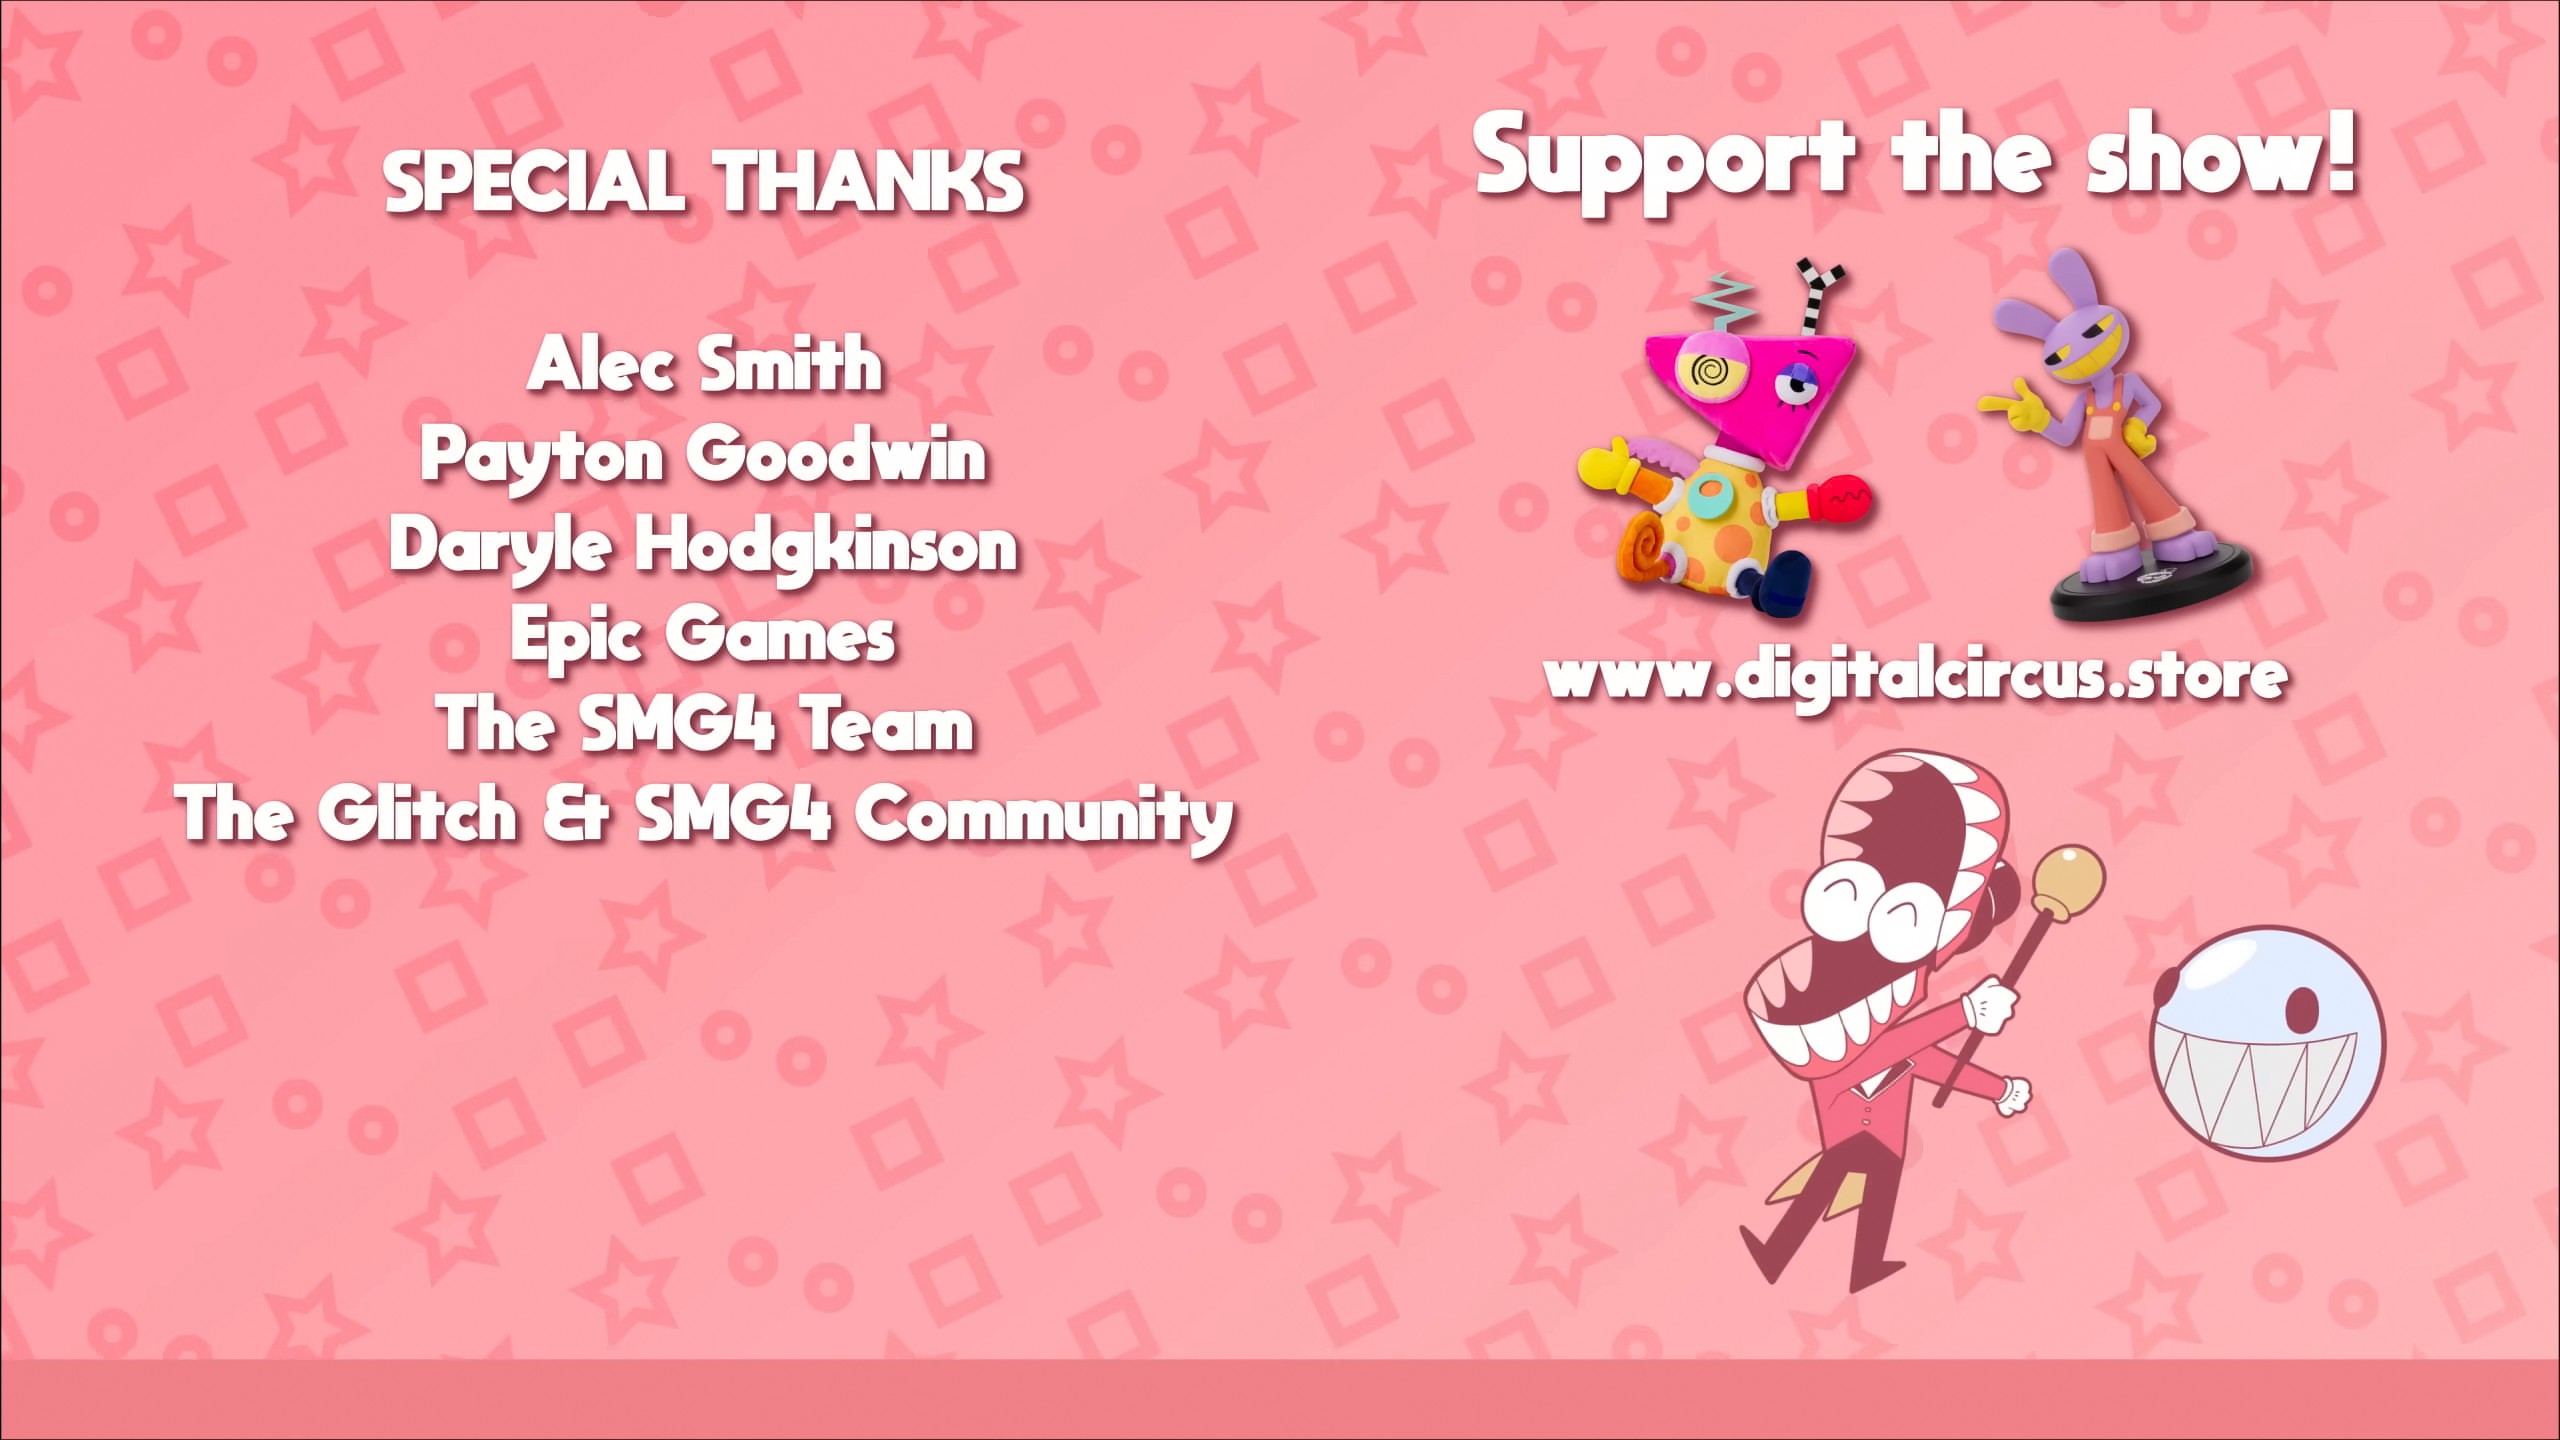 SPECIAL THANKS
Alec Smith
Payton Goodwin
Daryle Hodgkinson
Epic Games
The SMG4 Team
The Glitch & SMG4 Community
Support the show!
www.digitalcircus.store